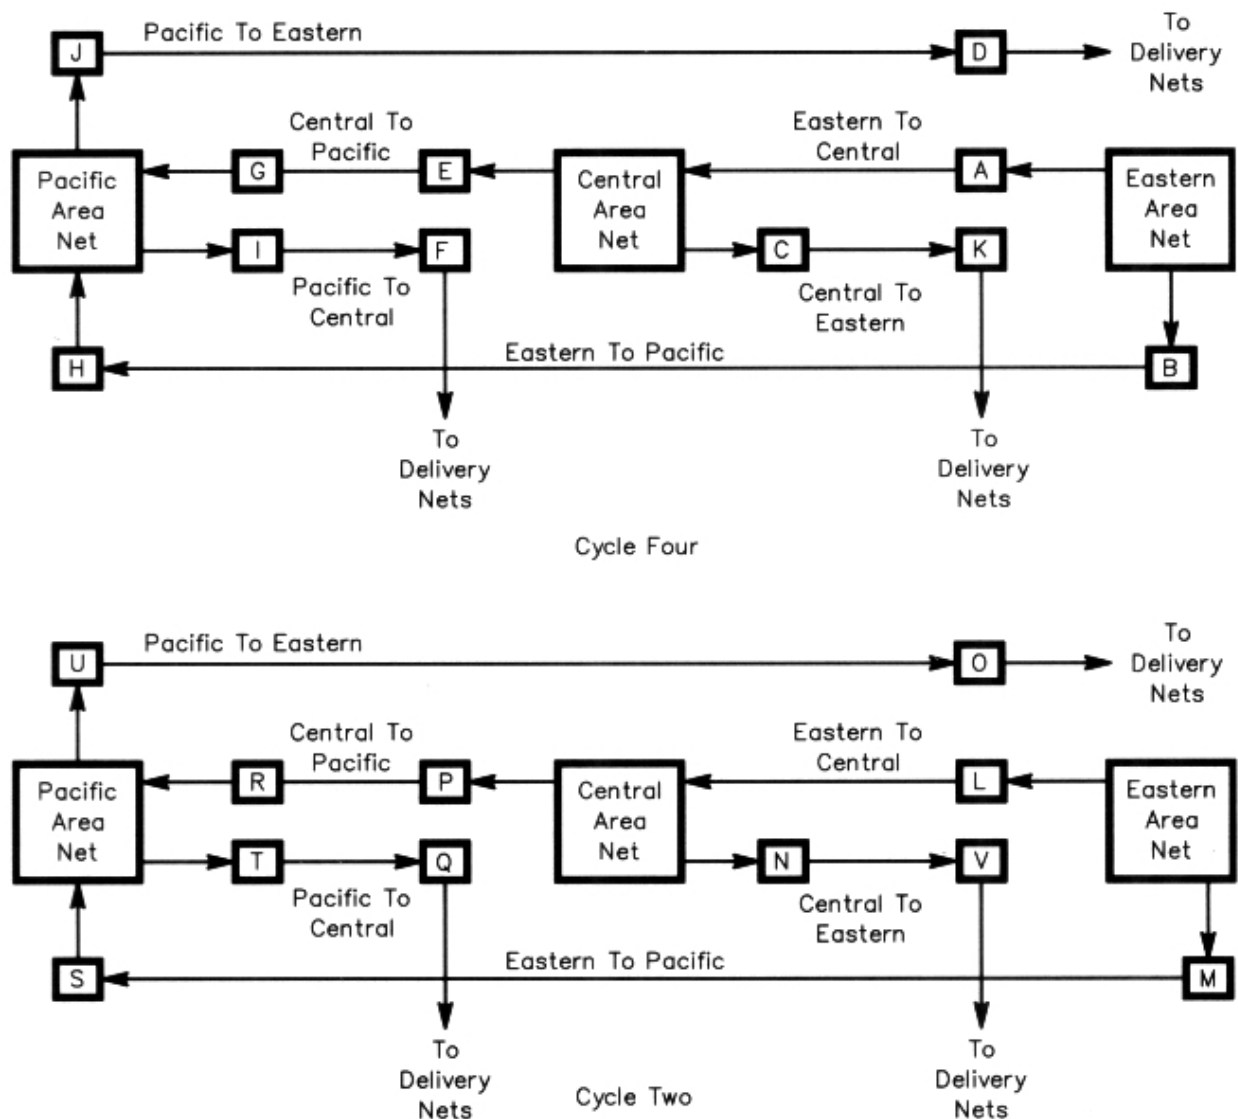 Pacific To Eastern
J
D
To
Delivery
Nets
Central To
Pacific
Eastern To
Central
Pacific
Area
Net
G
E
Central
Area
Net
A
Eastern
Area
Net
I
F
C
K
Pacific To
Central
Central To
Eastern
H
Eastern To Pacific
B
To
Delivery
Nets
To
Delivery
Nets
Cycle Four
Pacific To Eastern
U
O
To
Delivery
Nets
Central To
Pacific
Eastern To
Central
Pacific
Area
Net
R
P
Central
Area
Net
L
Eastern
Area
Net
T
Q
N
V
Pacific To
Central
Central To
Eastern
S
Eastern To Pacific
M
To
Delivery
Nets
To
Delivery
Nets
Cycle Two